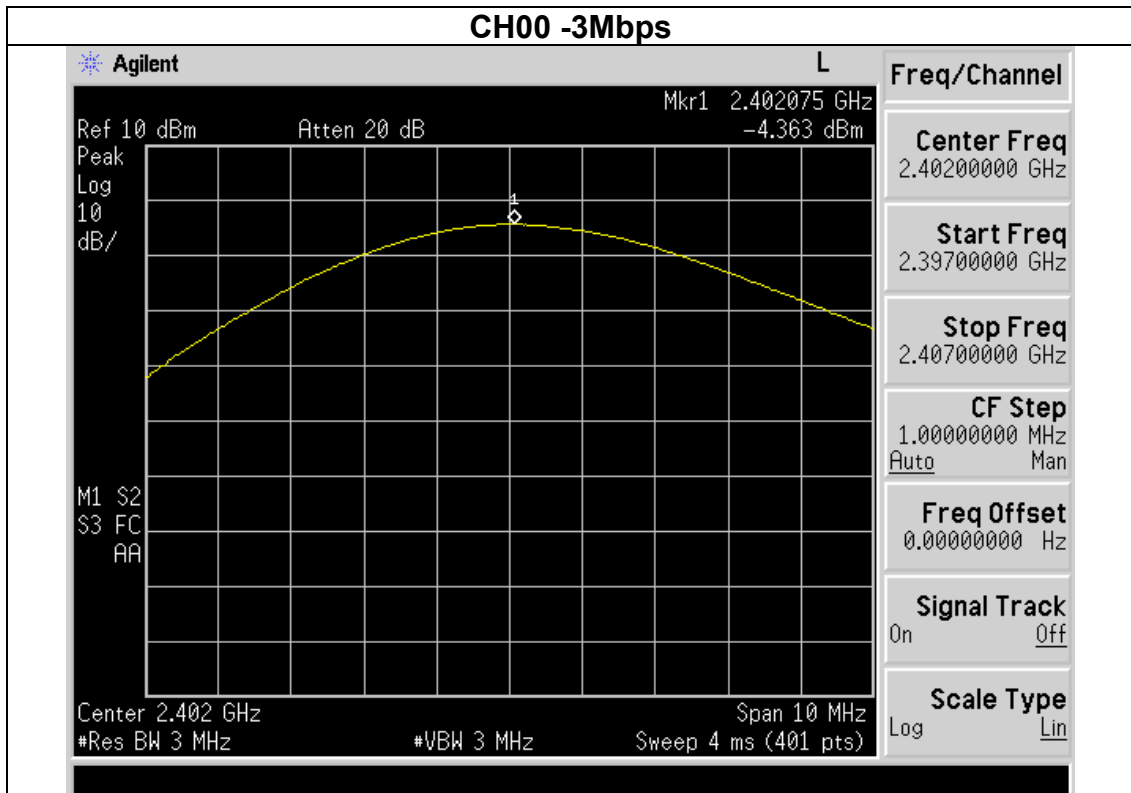 CH00 -3Mbps
Agilent L
Mkr1 2.402075 GHz
Ref 10 dBm Atten 20 dB -4.363 dBm
Peak
Log
10
dB/
1
M1 S2
S3 FC
AA
Center 2.402 GHz Span 10 MHz
#Res BW 3 MHz #VBW 3 MHz Sweep 4 ms (401 pts)
Freq/Channel
Center Freq
2.40200000 GHz
Start Freq
2.39700000 GHz
Stop Freq
2.40700000 GHz
CF Step
1.00000000 MHz
Auto Man
Freq Offset
0.00000000 Hz
Signal Track
On Off
Scale Type
Log Lin